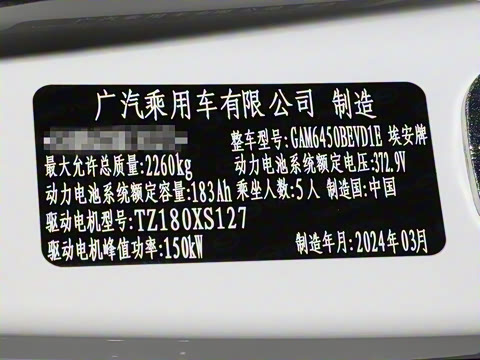 广汽乘用车有限公司 制造
整车型号:GAM6450BEVD1E 埃安牌
最大允许总质量:2260kg 动力电池系统额定电压:372.9V
动力电池系统额定容量:183Ah 乘坐人数:5人 制造国:中国
驱动电机型号:TZ180XS127
驱动电机峰值功率:150kW 制造年月:2024年03月